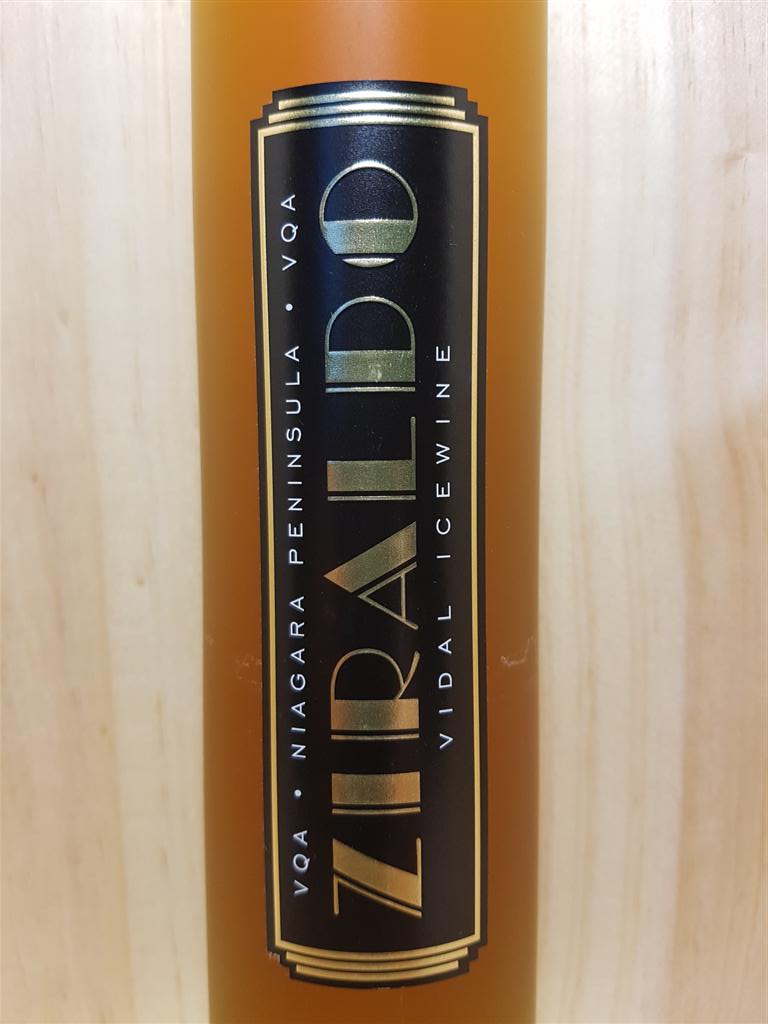 VQA • NIAGARA PENINSULA • VQA
ZIRALDO
VIDAL ICEWINE